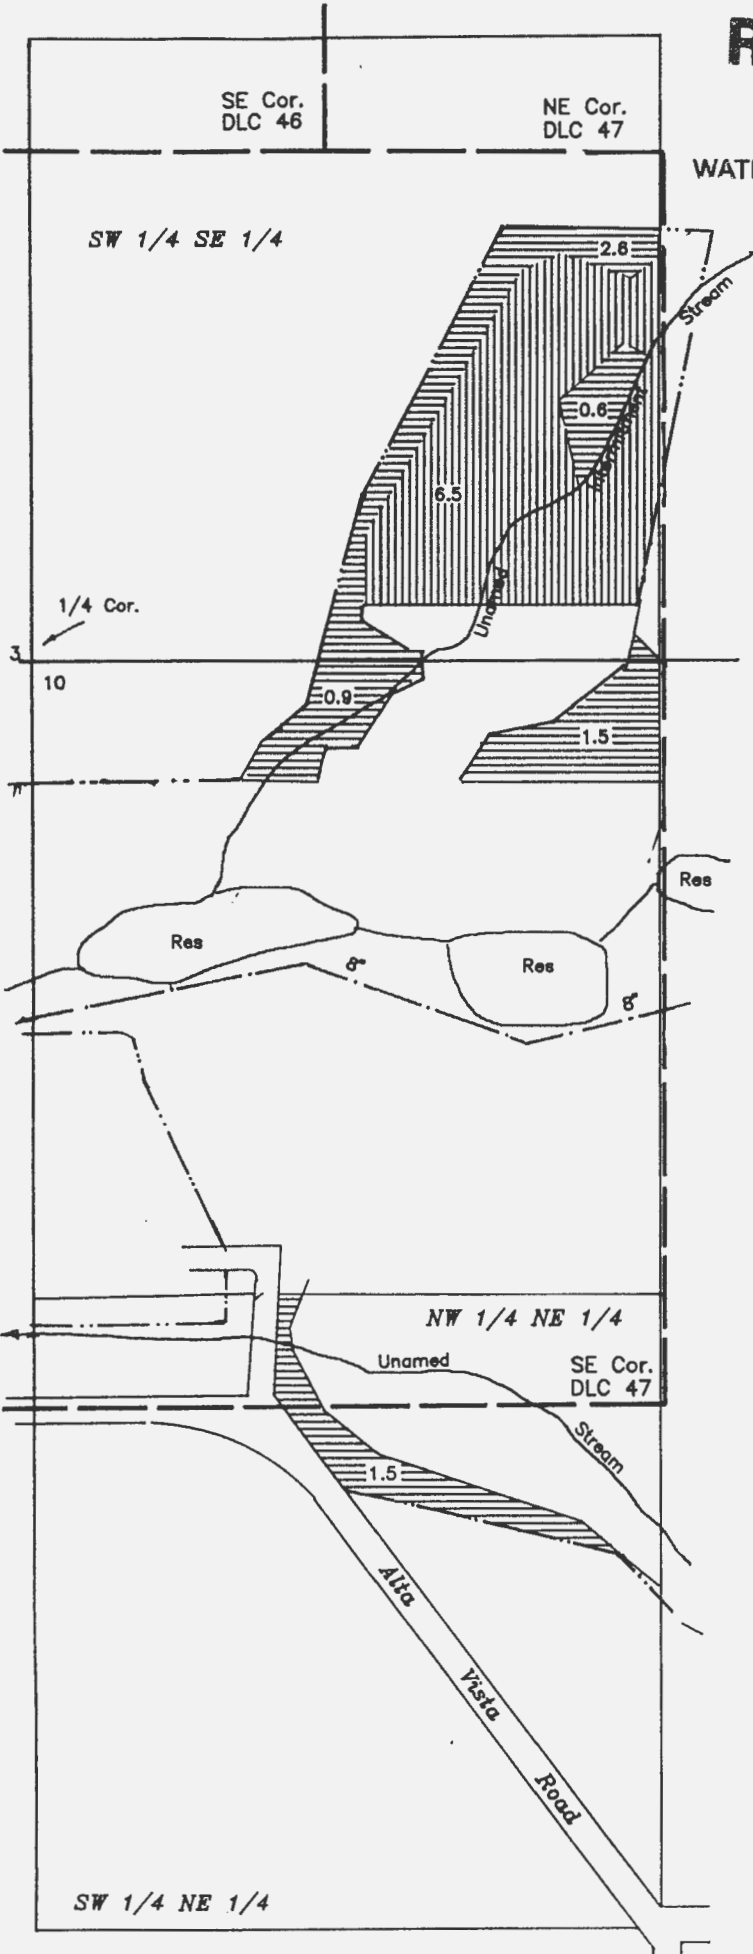 R
SE Cor.
DLC 46
NE Cor.
DLC 47
WAT
SW 1/4 SE 1/4
2.6
Stream
0.6
Intermittent
6.5
Unamed
1/4 Cor.
3
10
0.9
1.5
Res
Res
Res
8"
8"
NW 1/4 NE 1/4
Unamed
SE Cor.
DLC 47
Stream
1.5
Alta
Vista
Road
SW 1/4 NE 1/4